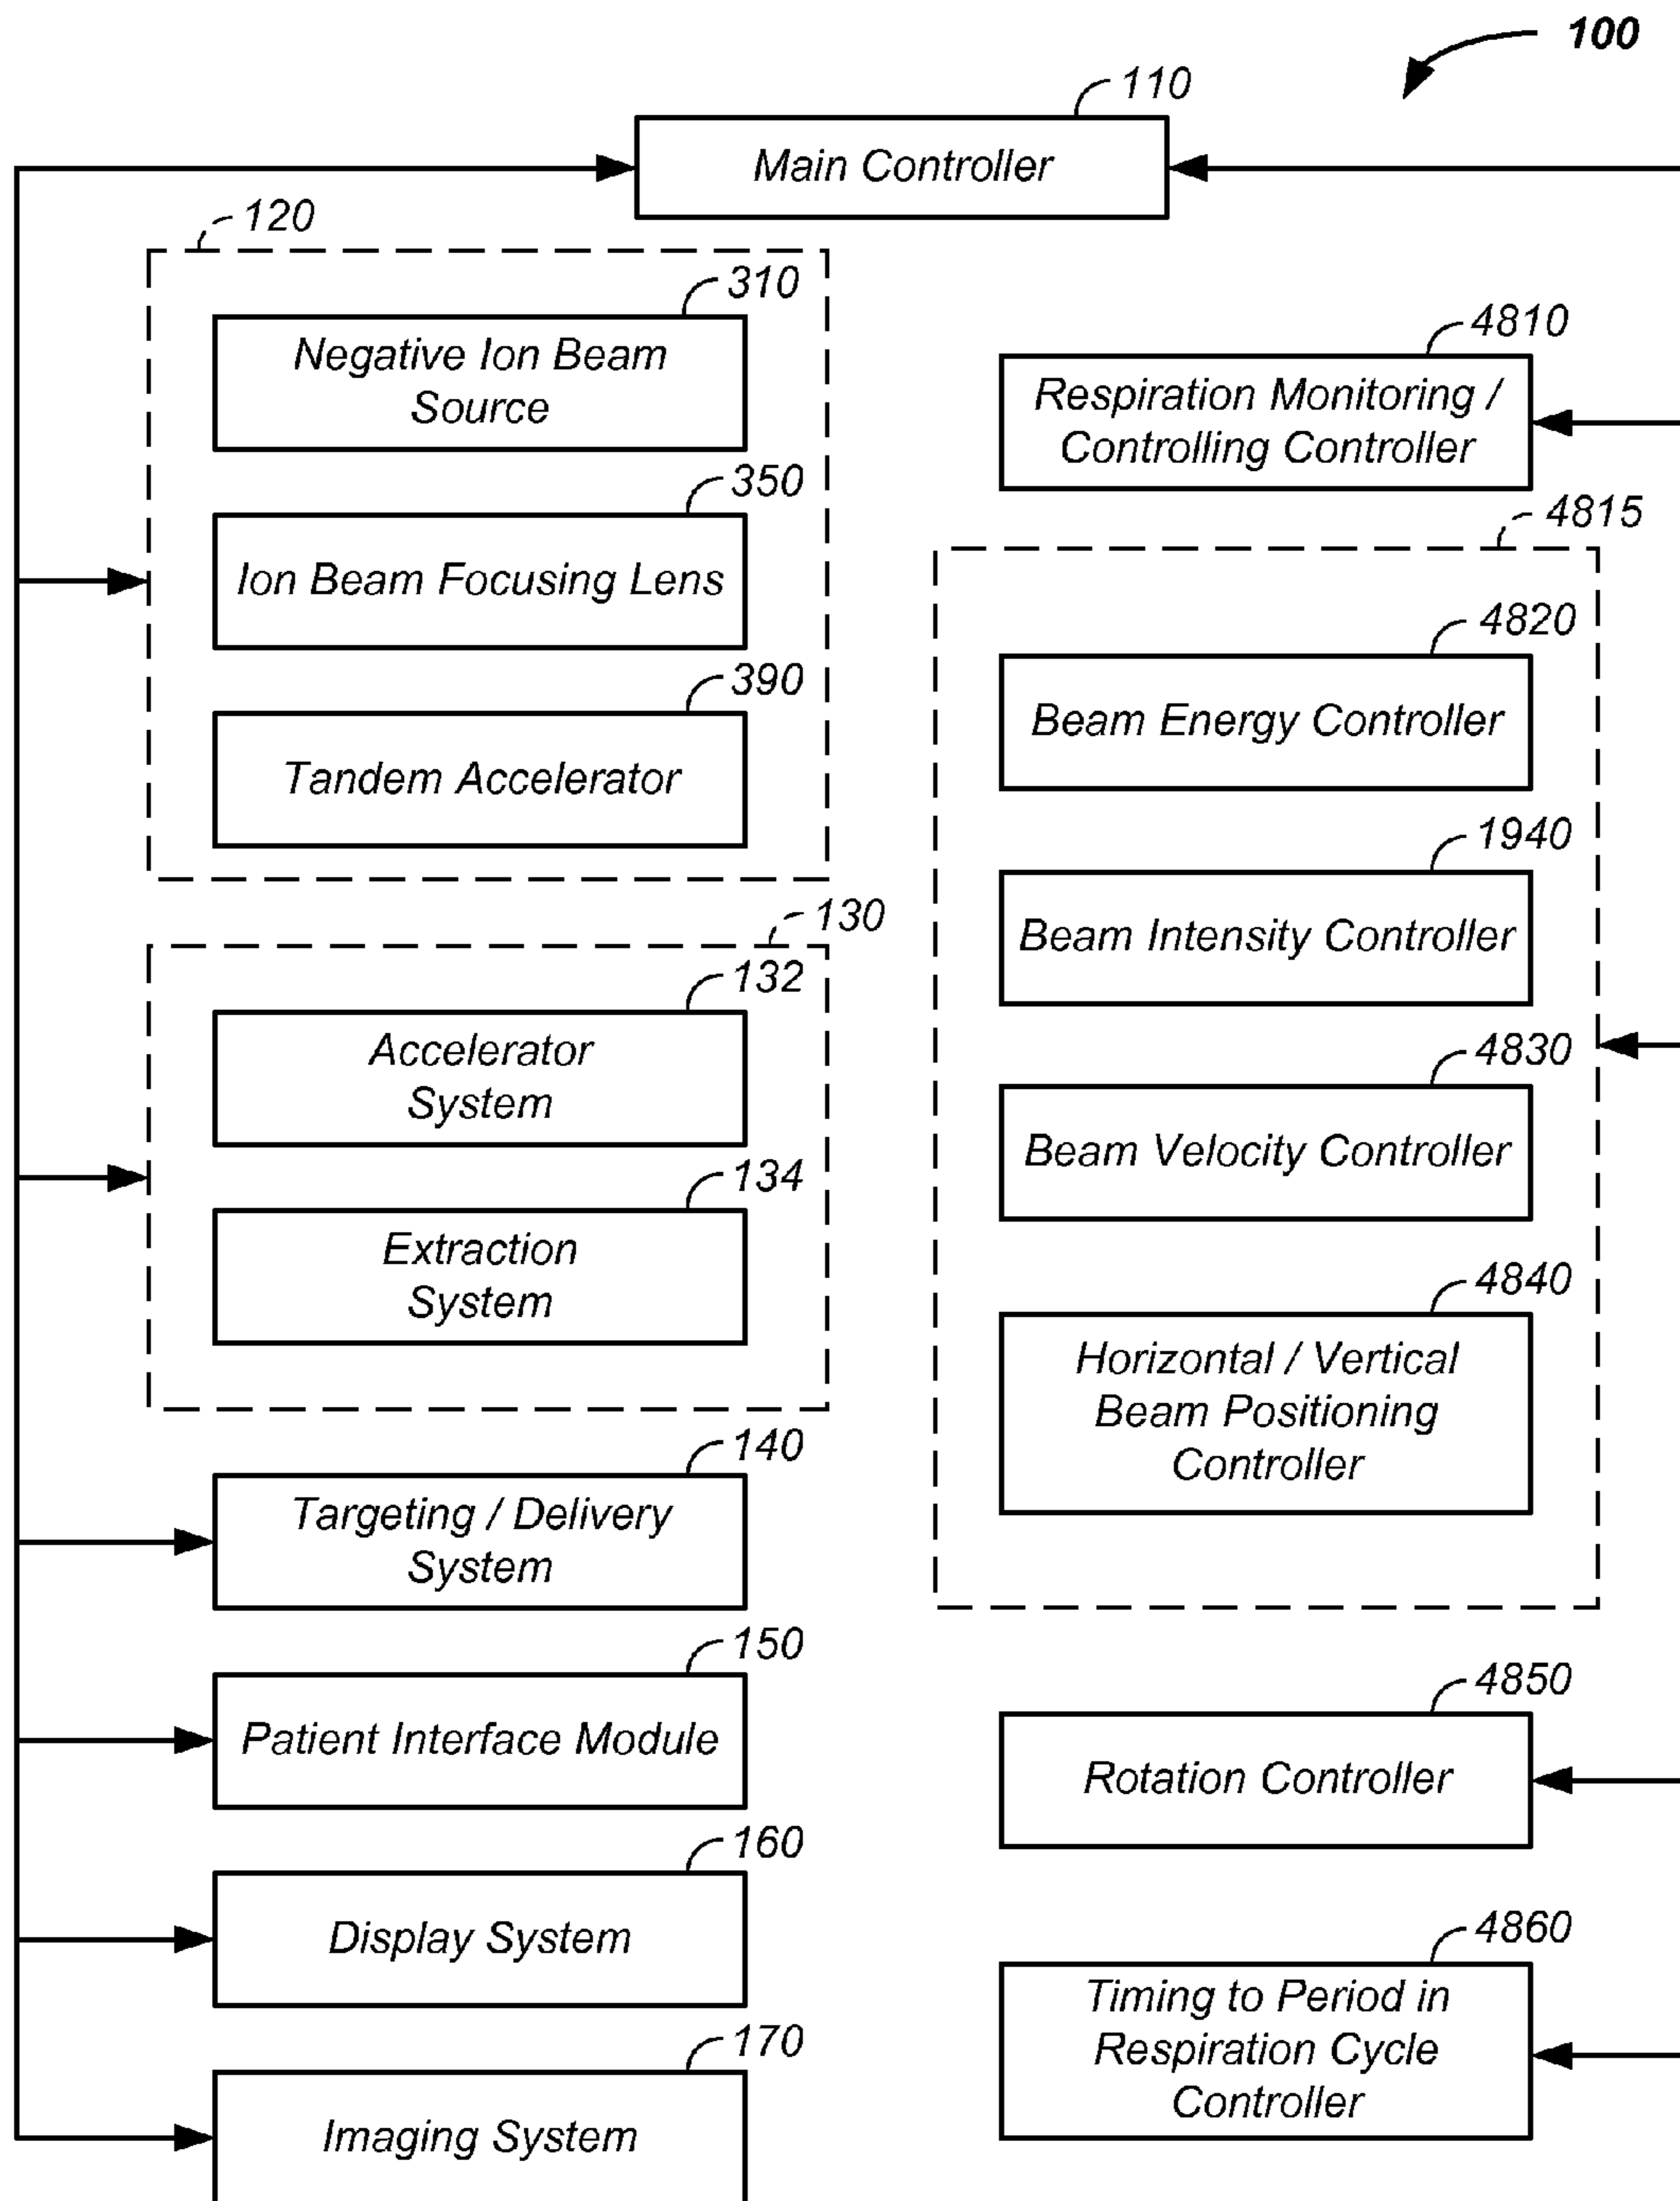 100
110
Main Controller
120
310
Negative Ion Beam
Source
350
Ion Beam Focusing Lens
390
Tandem Accelerator
130
132
Accelerator
System
134
Extraction
System
140
Targeting / Delivery
System
150
Patient Interface Module
160
Display System
170
Imaging System
4810
Respiration Monitoring /
Controlling Controller
4815
4820
Beam Energy Controller
1940
Beam Intensity Controller
4830
Beam Velocity Controller
4840
Horizontal / Vertical
Beam Positioning
Controller
4850
Rotation Controller
4860
Timing to Period in
Respiration Cycle
Controller